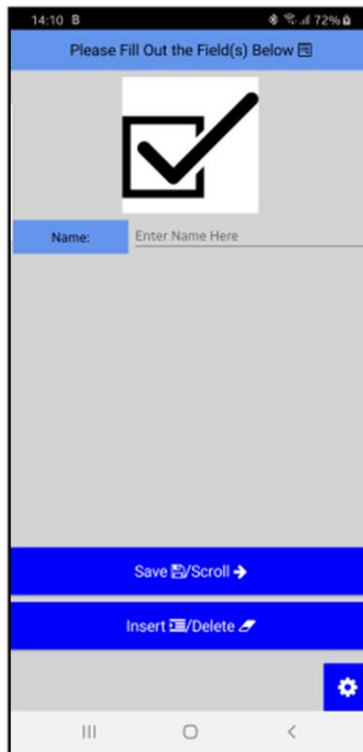 14:10 B 72%
Please Fill Out the Field(s) Below
Name: Enter Name Here
Save /Scroll
Insert /Delete